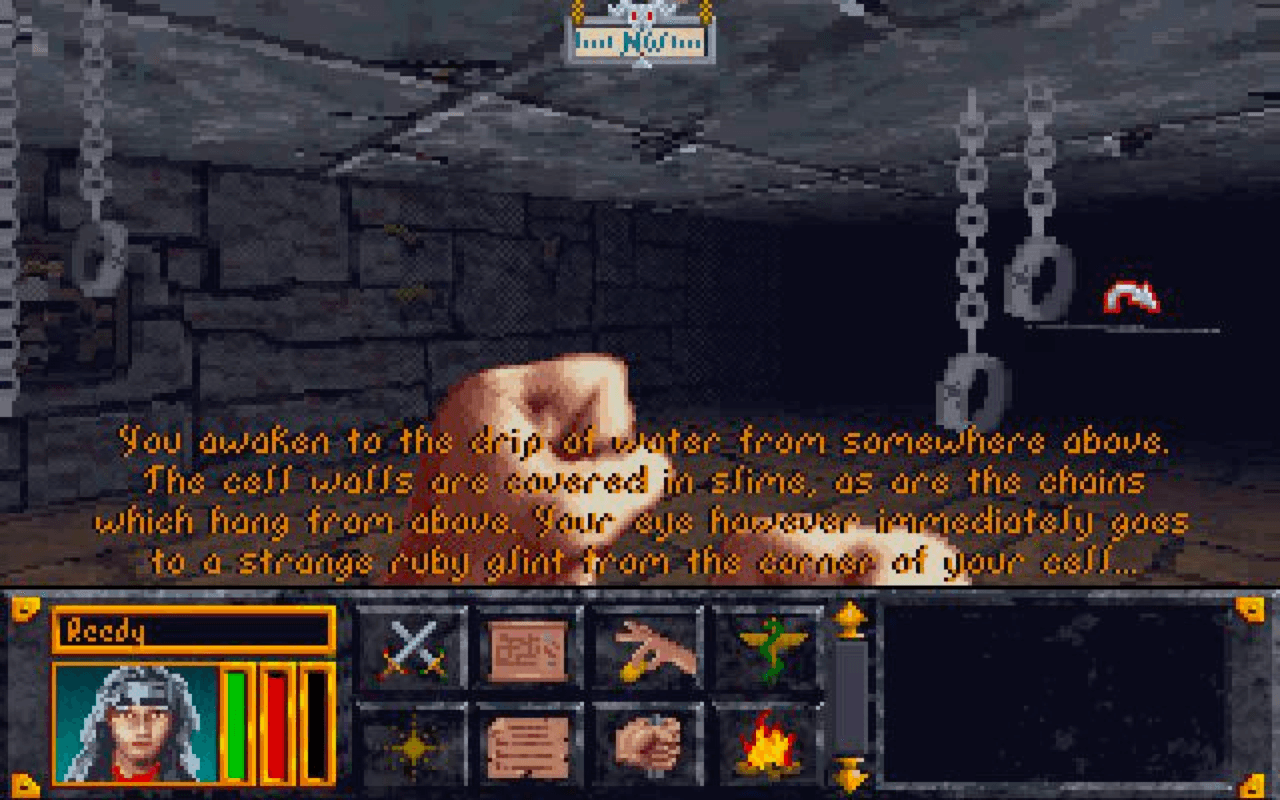 NW
You awaken to the drip of water from somewhere above.
The cell walls are covered in slime, as are the chains
which hang from above. Your eye however immediately goes
to a strange ruby glint from the corner of your cell...
Reedy